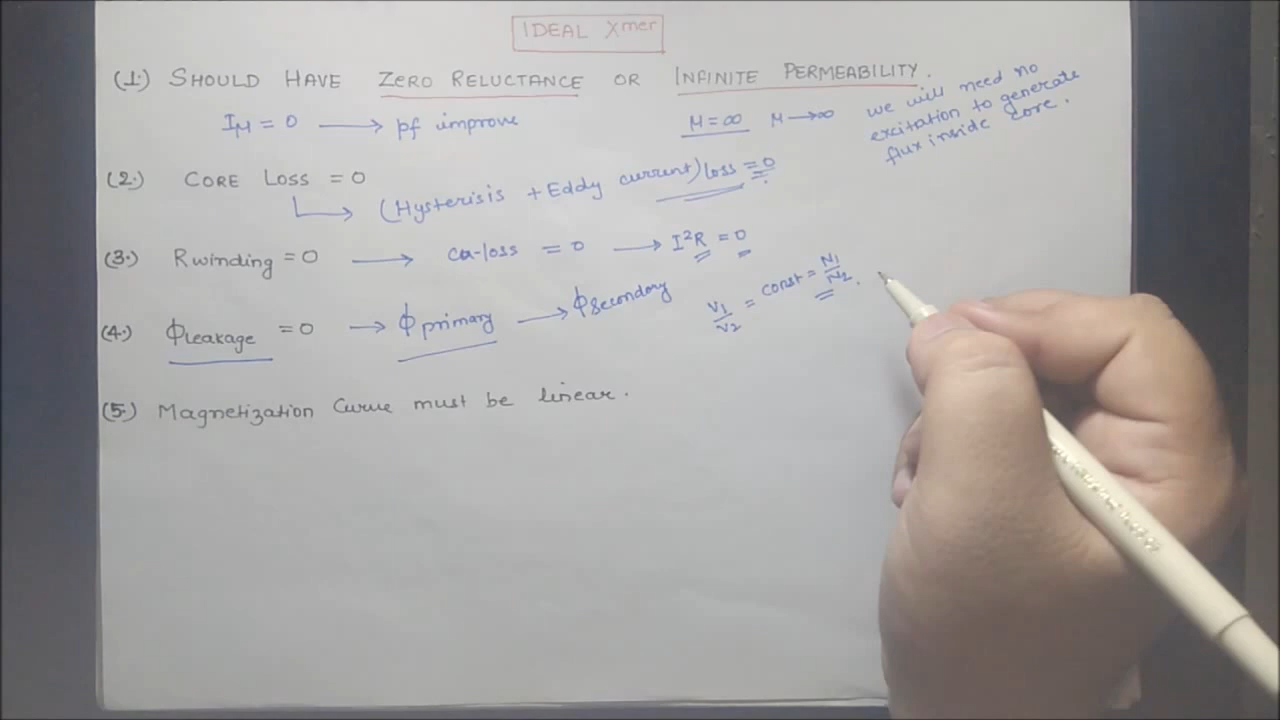 IDEAL Xmer
(1.) SHOULD HAVE ZERO RELUCTANCE OR INFINITE PERMEABILITY.
IM = 0 ⟶ pf improve
M = ∞ M → ∞
we will need no
excitation to generate
flux inside core.
(2.) CORE LOSS = 0
(Hysterisis + Eddy current) loss = 0
(3.) Rwinding = 0 ⟶ cu-loss = 0 ⟶ I²R = 0
(4.) ϕLeakage = 0 ⟶ ϕprimary ⟶ ϕsecondory
V1/V2 = const = N1/N2.
(5.) Magnetization Curve must be linear.